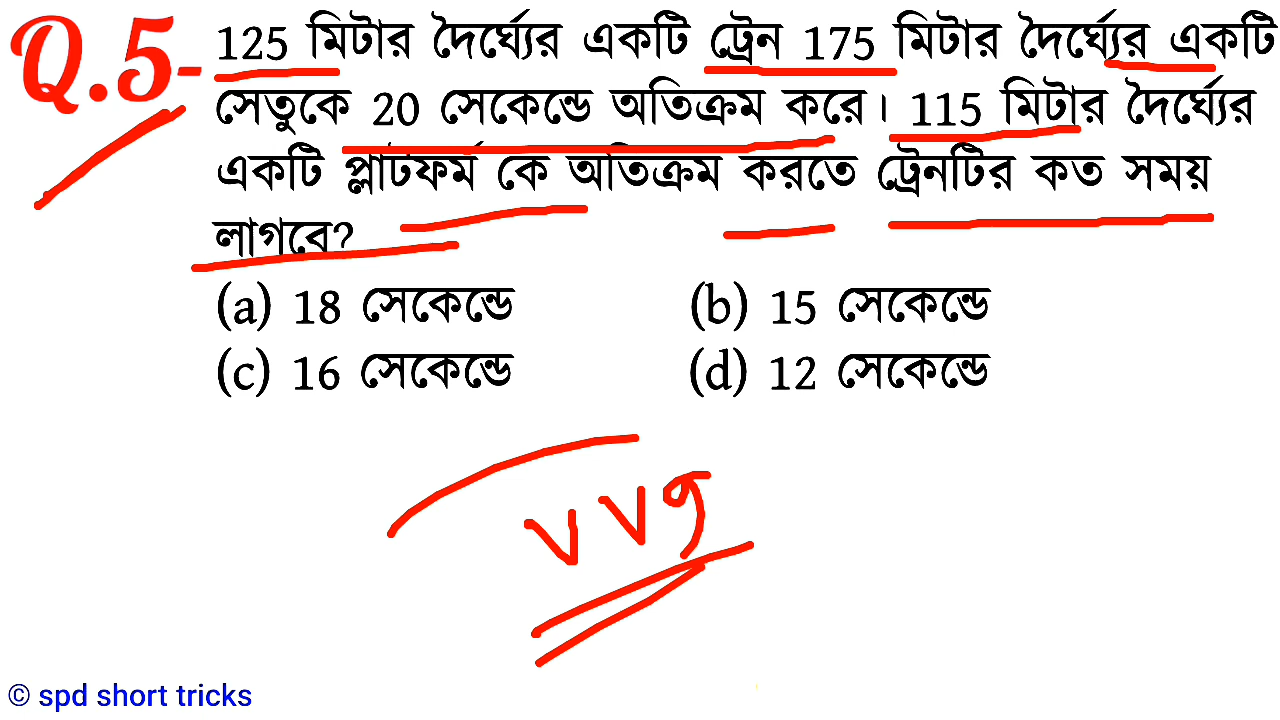 Q.5- 125 মিটার দৈর্ঘ্যের একটি ট্রেন 175 মিটার দৈর্ঘ্যের একটি
সেতুকে 20 সেকেন্ডে অতিক্রম করে। 115 মিটার দৈর্ঘ্যের
একটি প্লাটফর্ম কে অতিক্রম করতে ট্রেনটির কত সময়
লাগবে?
(a) 18 সেকেন্ডে (b) 15 সেকেন্ডে
(c) 16 সেকেন্ডে (d) 12 সেকেন্ডে
© spd short tricks